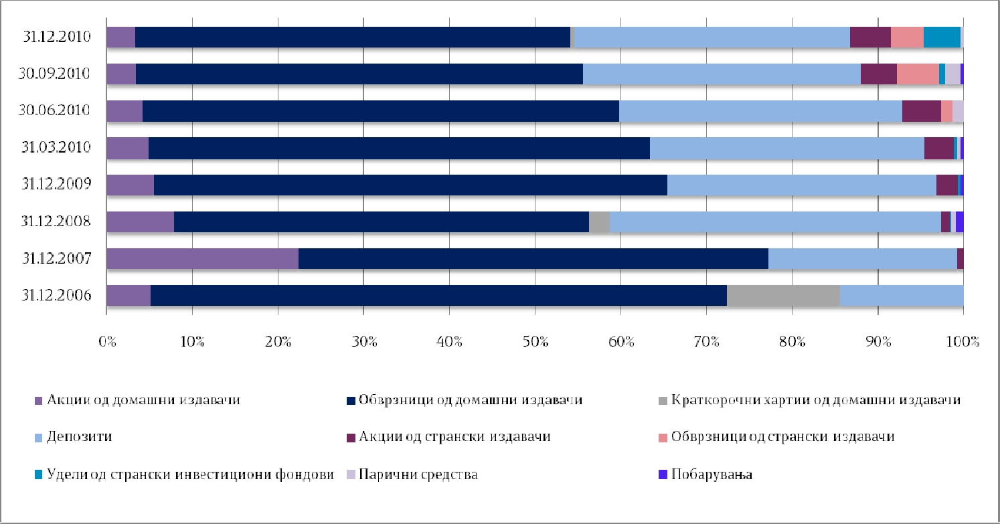 31.12.2010
30.09.2010
30.06.2010
31.03.2010
31.12.2009
31.12.2008
31.12.2007
31.12.2006
0% 10% 20% 30% 40% 50% 60% 70% 80% 90% 100%
Акции од домашни издавачи Обврзници од домашни издавачи Краткорочни хартии од домашни издавачи
Депозити Акции од странски издавачи Обврзници од странски издавачи
Удели од странски инвестициони фондови Парични средства Побарувања